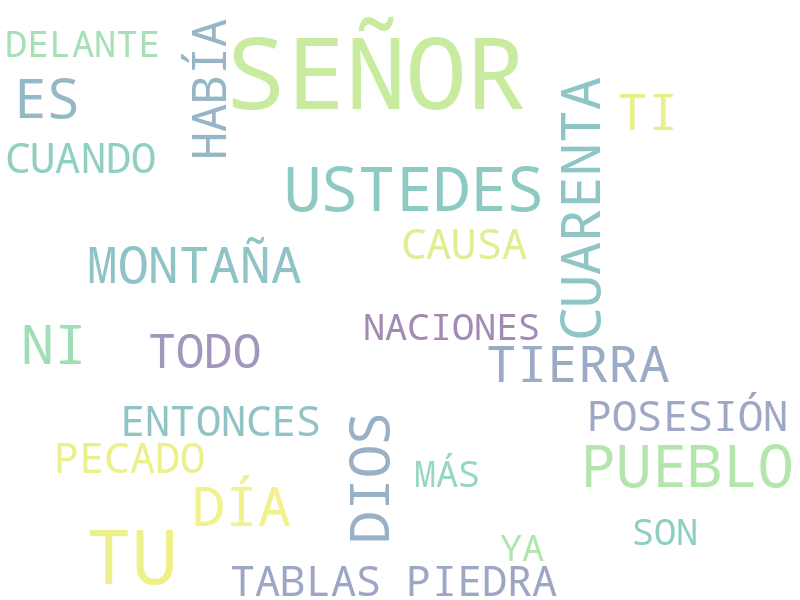 DELANTE
HABÍA
SEÑOR
ES
TI
CUARENTA
CUANDO
USTEDES
CAUSA
MONTAÑA
NACIONES
NI
TODO
TIERRA
ENTONCES
POSESIÓN
DIOS
PECADO
MÁS
PUEBLO
DÍA
SON
TU
YA
TABLAS PIEDRA